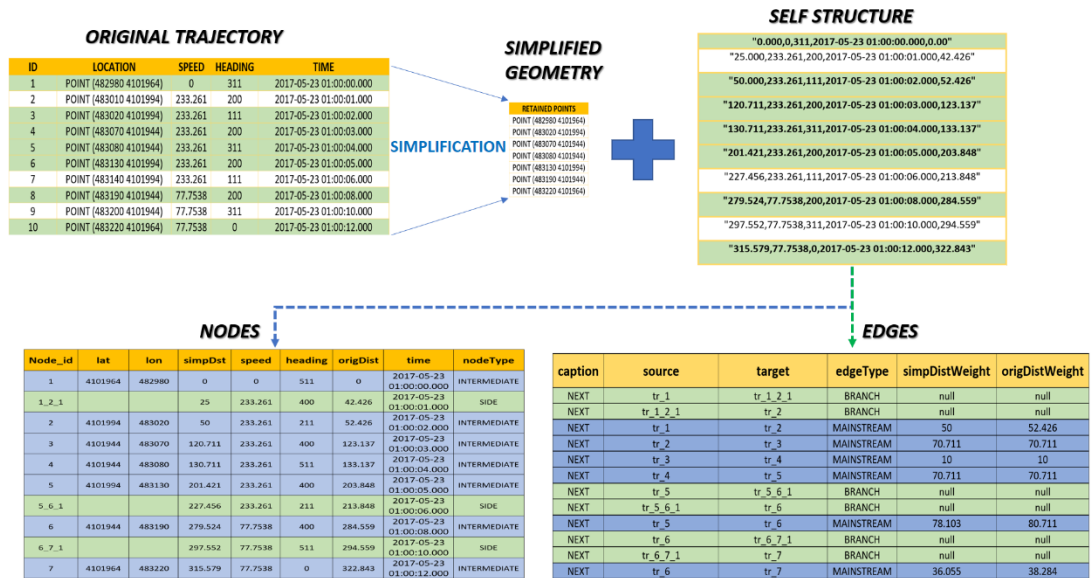 ORIGINAL TRAJECTORY
ID LOCATION SPEED HEADING TIME
1 POINT (482980 4101964) 0 311 2017-05-23 01:00:00.000
2 POINT (483010 4101994) 233.261 200 2017-05-23 01:00:01.000
3 POINT (483020 4101994) 233.261 111 2017-05-23 01:00:02.000
4 POINT (483070 4101944) 233.261 200 2017-05-23 01:00:03.000
5 POINT (483080 4101944) 233.261 311 2017-05-23 01:00:04.000
6 POINT (483130 4101994) 233.261 200 2017-05-23 01:00:05.000
7 POINT (483140 4101994) 233.261 111 2017-05-23 01:00:06.000
8 POINT (483190 4101944) 77.7538 200 2017-05-23 01:00:08.000
9 POINT (483200 4101944) 77.7538 311 2017-05-23 01:00:10.000
10 POINT (483220 4101964) 77.7538 0 2017-05-23 01:00:12.000
SIMPLIFICATION
SIMPLIFIED
GEOMETRY
RETAINED POINTS
POINT (482980 4101964)
POINT (483020 4101994)
POINT (483070 4101944)
POINT (483080 4101944)
POINT (483130 4101994)
POINT (483190 4101944)
POINT (483220 4101964)
SELF STRUCTURE
"0.000,0,311,2017-05-23 01:00:00.000,0.00"
"25.000,233.261,200,2017-05-23 01:00:01.000,42.426"
"50.000,233.261,111,2017-05-23 01:00:02.000,52.426"
"120.711,233.261,200,2017-05-23 01:00:03.000,123.137"
"130.711,233.261,311,2017-05-23 01:00:04.000,133.137"
"201.421,233.261,200,2017-05-23 01:00:05.000,203.848"
"227.456,233.261,111,2017-05-23 01:00:06.000,213.848"
"279.524,77.7538,200,2017-05-23 01:00:08.000,284.559"
"297.552,77.7538,311,2017-05-23 01:00:10.000,294.559"
"315.579,77.7538,0,2017-05-23 01:00:12.000,322.843"
NODES
Node_id lat lon simpDst speed heading origDist time nodeType
1 4101964 482980 0 0 511 0 2017-05-23 01:00:00.000 INTERMEDIATE
1_2_1 25 233.261 400 42.426 2017-05-23 01:00:01.000 SIDE
2 4101994 483020 50 233.261 211 52.426 2017-05-23 01:00:02.000 INTERMEDIATE
3 4101944 483070 120.711 233.261 400 123.137 2017-05-23 01:00:03.000 INTERMEDIATE
4 4101944 483080 130.711 233.261 511 133.137 2017-05-23 01:00:04.000 INTERMEDIATE
5 4101944 483130 201.421 233.261 400 203.848 2017-05-23 01:00:05.000 INTERMEDIATE
5_6_1 227.456 233.261 211 213.848 2017-05-23 01:00:06.000 SIDE
6 4101944 483190 279.524 77.7538 400 284.559 2017-05-23 01:00:08.000 INTERMEDIATE
6_7_1 297.552 77.7538 511 294.559 2017-05-23 01:00:10.000 SIDE
7 4101964 483220 315.579 77.7538 0 322.843 2017-05-23 01:00:12.000 INTERMEDIATE
EDGES
caption source target edgeType simpDistWeight origDistWeight
NEXT tr_1 tr_1_2_1 BRANCH null null
NEXT tr_1_2_1 tr_2 BRANCH null null
NEXT tr_1 tr_2 MAINSTREAM 50 52.426
NEXT tr_2 tr_3 MAINSTREAM 70.711 70.711
NEXT tr_3 tr_4 MAINSTREAM 10 10
NEXT tr_4 tr_5 MAINSTREAM 70.711 70.711
NEXT tr_5 tr_5_6_1 BRANCH null null
NEXT tr_5_6_1 tr_6 BRANCH null null
NEXT tr_5 tr_6 MAINSTREAM 78.103 80.711
NEXT tr_6 tr_6_7_1 BRANCH null null
NEXT tr_6_7_1 tr_7 BRANCH null null
NEXT tr_6 tr_7 MAINSTREAM 36.055 38.284